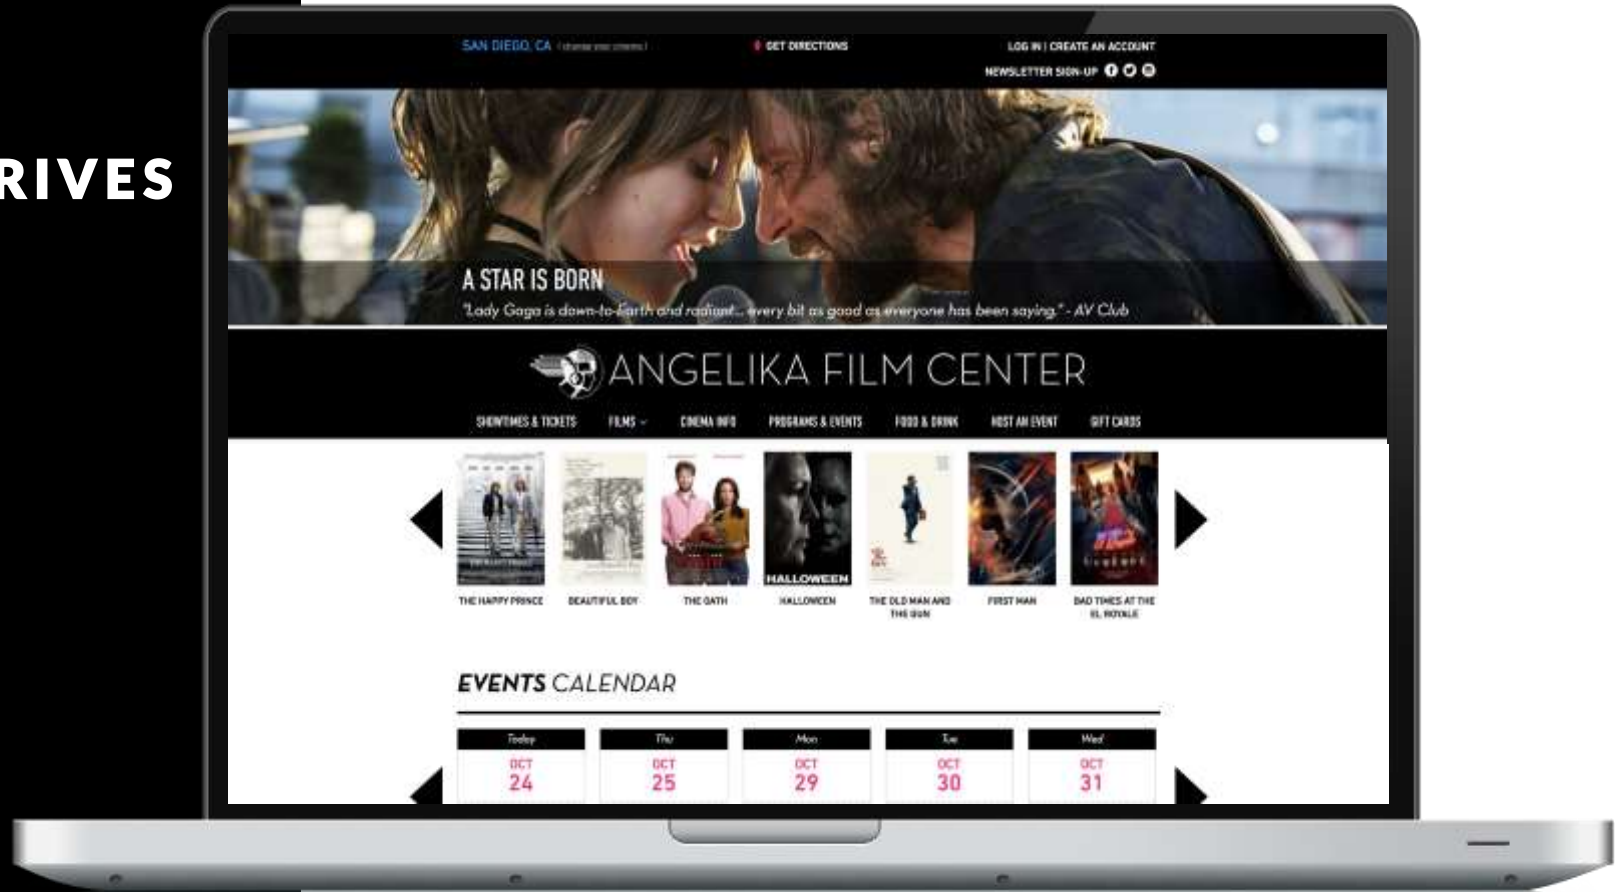 RIVES
SAN DIEGO, CA
GET DIRECTIONS
LOG IN | CREATE AN ACCOUNT
NEWSLETTER SIGN-UP
A STAR IS BORN
"Lady Gaga is down-to-Earth and radiant... every bit as good as everyone has been saying." - AV Club
ANGELIKA FILM CENTER
SHOWTIMES & TICKETS FILMS CINEMA INFO PROGRAMS & EVENTS FOOD & DRINK HOST AN EVENT GIFT CARDS
HALLOWEEN
THE HAPPY PRINCE BEAUTIFUL BOY THE OATH HALLOWEEN THE OLD MAN AND FIRST MAN BAD TIMES AT THE
THE GUN EL ROYALE
EVENTS CALENDAR
Today Thu Mon Tue Wed
OCT OCT OCT OCT OCT
24 25 29 30 31